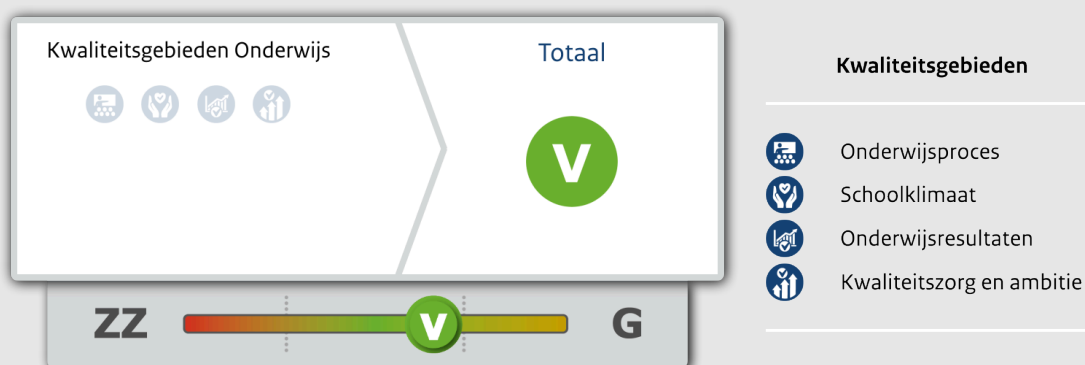 Kwaliteitsgebieden Onderwijs
Totaal
V
ZZ
V
G
Kwaliteitsgebieden
Onderwijsproces
Schoolklimaat
Onderwijsresultaten
Kwaliteitszorg en ambitie